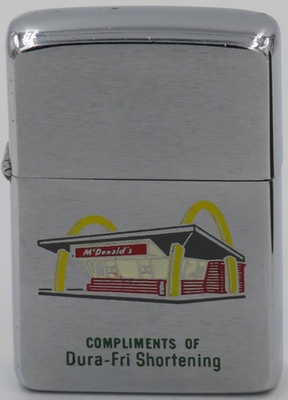 McDonald's
COMPLIMENTS OF
Dura-Fri Shortening